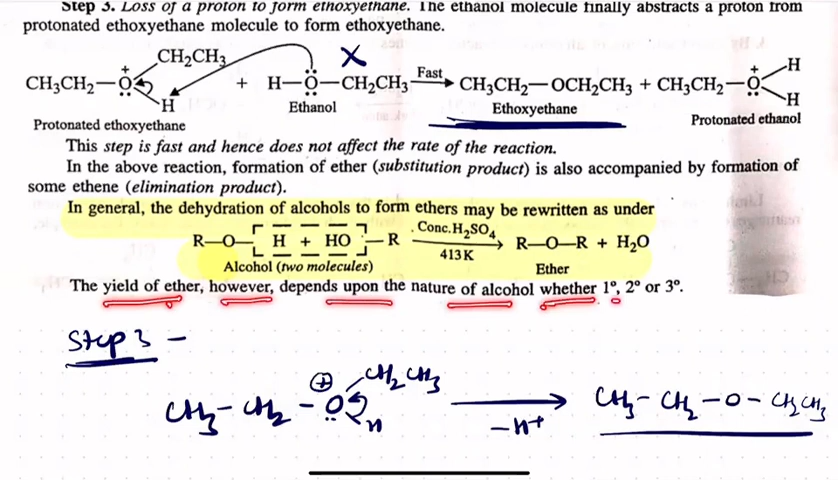 Step 3. Loss of a proton to form ethoxyethane. The ethanol molecule finally abstracts a proton from
protonated ethoxyethane molecule to form ethoxyethane.
CH₂CH₃ X
CH₃CH₂—O⁺—H + H—O—CH₂CH₃ Fast → CH₃CH₂—OCH₂CH₃ + CH₃CH₂—O⁺ H H
Protonated ethoxyethane Ethanol Ethoxyethane Protonated ethanol
This step is fast and hence does not affect the rate of the reaction.
In the above reaction, formation of ether (substitution product) is also accompanied by formation of
some ethene (elimination product).
In general, the dehydration of alcohols to form ethers may be rewritten as under
R—O—H + HO—R Conc.H₂SO₄ 413 K → R—O—R + H₂O
Alcohol (two molecules) Ether
The yield of ether, however, depends upon the nature of alcohol whether 1°, 2° or 3°.
Step 3 —
CH₃ - CH₂ - O⁺ CH₂CH₃ H → -H⁺ CH₃ - CH₂ - O - CH₂CH₃